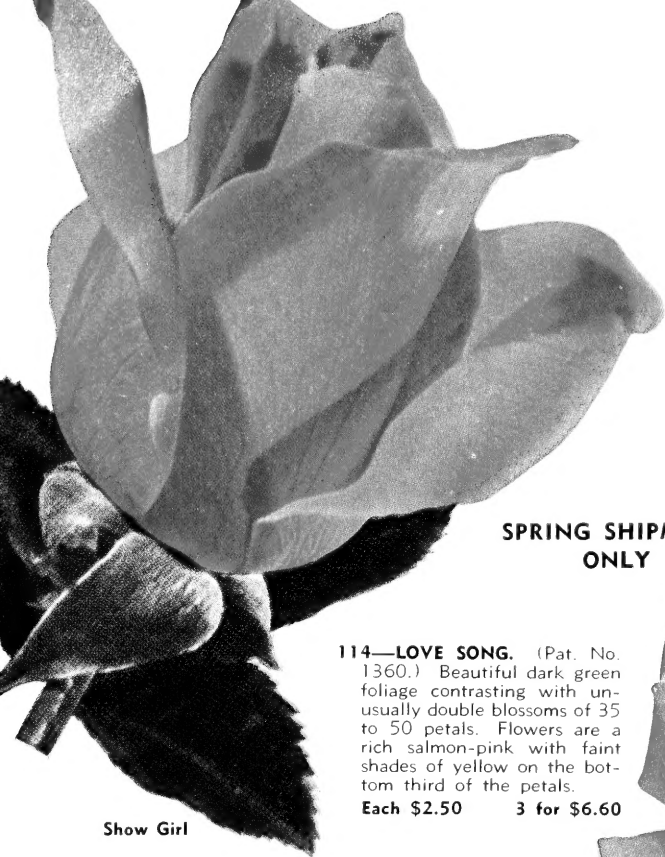 SPRING
ONLY
114—LOVE SONG. (Pat. No.
1360.) Beautiful dark green
foliage contrasting with un-
usually double blossoms of 35
to 50 petals. Flowers are a
rich salmon-pink with faint
shades of yellow on the bot-
tom third of the petals.
Each $2.50 3 for $6.60
Show Girl